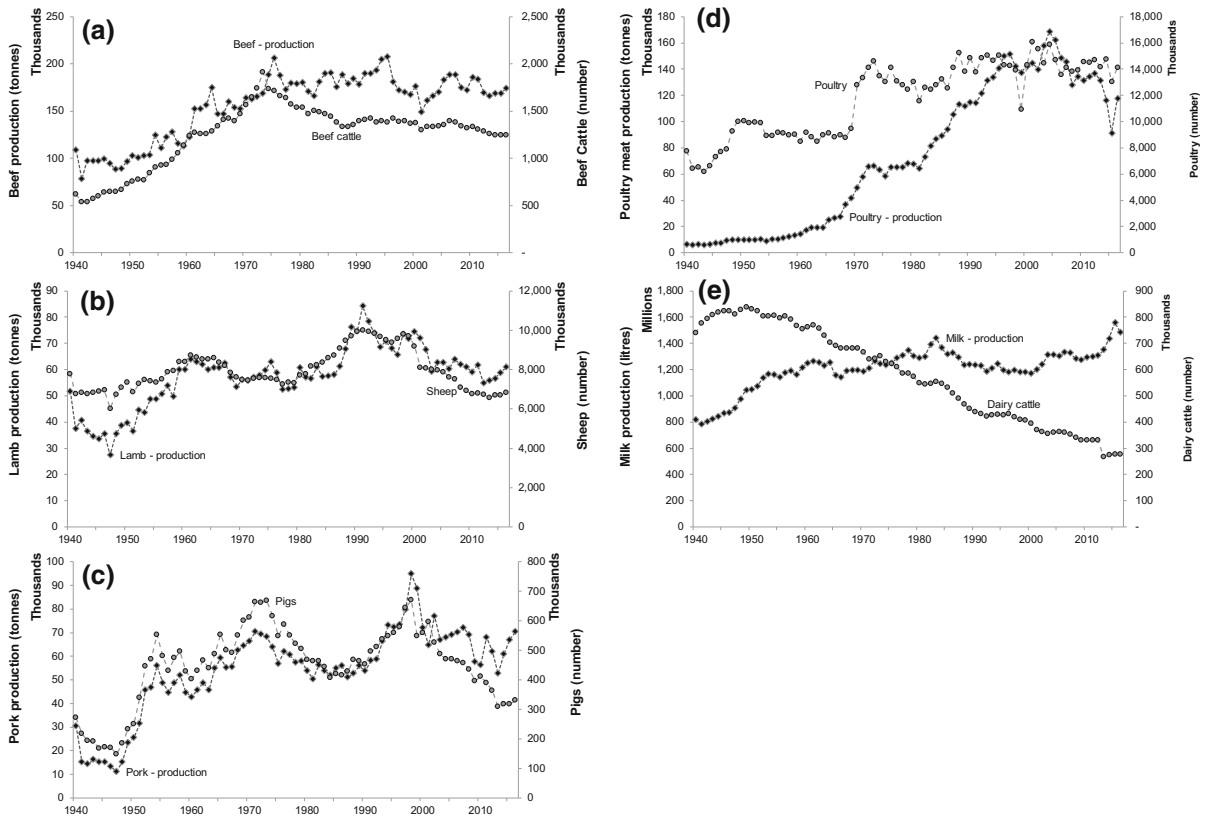 (a)
Thousands
Thousands
Beef production (tonnes)
Beef Cattle (number)
250
200
150
100
50
0
2,500
2,000
1,500
1,000
500
-
Beef - production
Beef cattle
1940 1950 1960 1970 1980 1990 2000 2010
(b)
Thousands
Thousands
Lamb production (tonnes)
Sheep (number)
90
80
70
60
50
40
30
20
10
0
12,000
10,000
8,000
6,000
4,000
2,000
0
Sheep
Lamb - production
1940 1950 1960 1970 1980 1990 2000 2010
(c)
Thousands
Thousands
Pork production (tonnes)
Pigs (number)
100
90
80
70
60
50
40
30
20
10
0
800
700
600
500
400
300
200
100
0
Pigs
Pork - production
1940 1950 1960 1970 1980 1990 2000 2010
(d)
Thousands
Thousands
Poultry meat production (tonnes)
Poultry (number)
180
160
140
120
100
80
60
40
20
0
18,000
16,000
14,000
12,000
10,000
8,000
6,000
4,000
2,000
0
Poultry
Poultry - production
1940 1950 1960 1970 1980 1990 2000 2010
(e)
Millions
Thousands
Milk production (litres)
Dairy cattle (number)
1,800
1,600
1,400
1,200
1,000
800
600
400
200
0
900
800
700
600
500
400
300
200
100
-
Milk - production
Dairy cattle
1940 1950 1960 1970 1980 1990 2000 2010